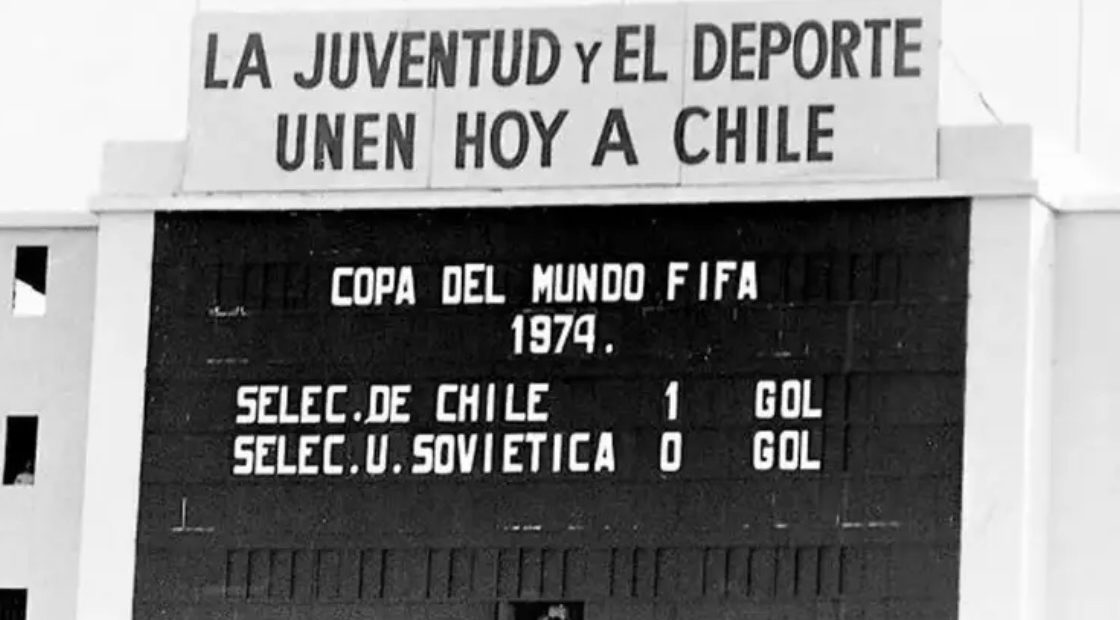 LA JUVENTUD Y EL DEPORTE
UNEN HOY A CHILE
COPA DEL MUNDO FIFA
1974.
SELEC. DE CHILE 1 GOL
SELEC. U. SOVIETICA 0 GOL